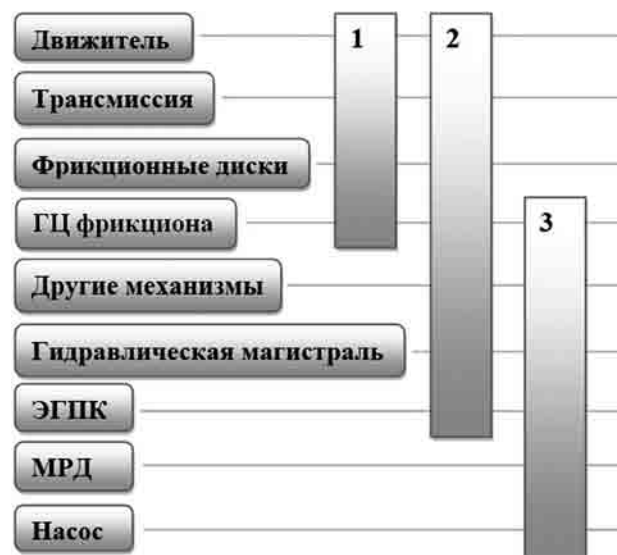 Движитель
1
2
Трансмиссия
Фрикционные диски
ГЦ фрикциона
3
Другие механизмы
Гидравлическая магистраль
ЭГПК
МРД
Насос